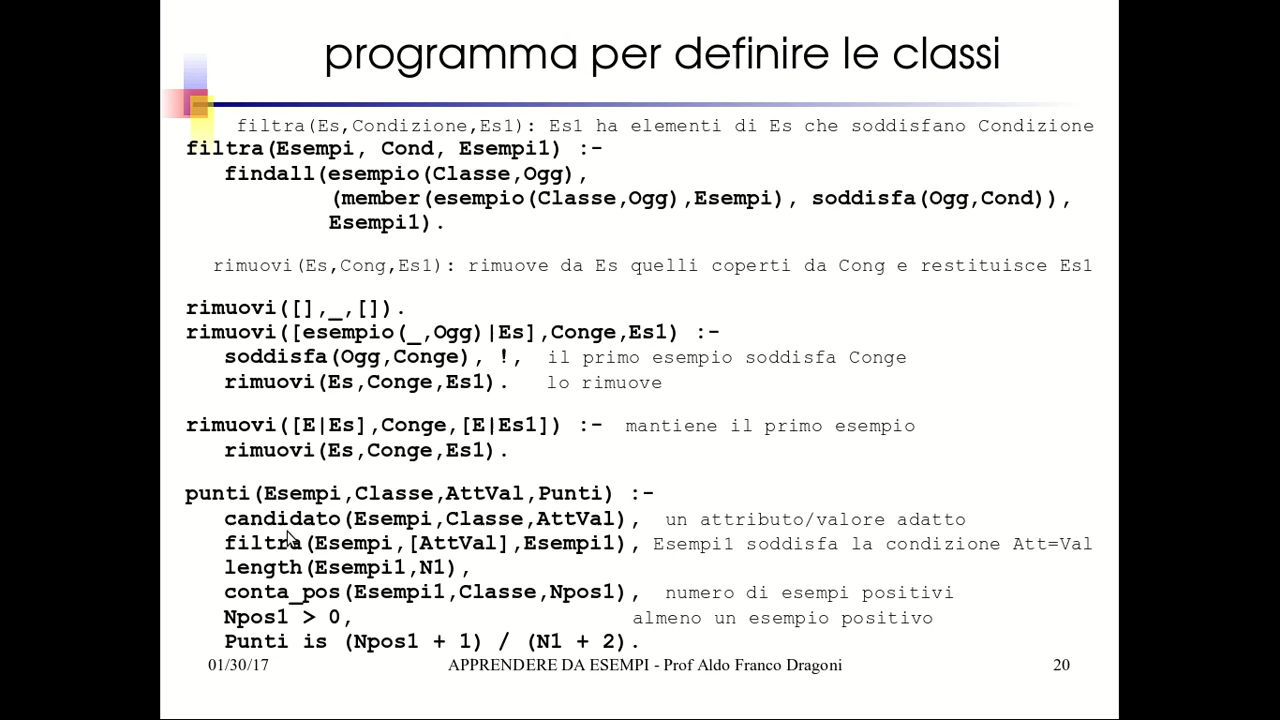 programma per definire le classi
filtra(Es,Condizione,Es1): Es1 ha elementi di Es che soddisfano Condizione
filtra(Esempi, Cond, Esempi1) :-
findall(esempio(Classe,Ogg),
(member(esempio(Classe,Ogg),Esempi), soddisfa(Ogg,Cond)),
Esempi1).
rimuovi(Es,Cong,Es1): rimuove da Es quelli coperti da Cong e restituisce Es1
rimuovi([],_,[]).
rimuovi([esempio(_,Ogg)|Es],Conge,Es1) :-
soddisfa(Ogg,Conge), !, il primo esempio soddisfa Conge
rimuovi(Es,Conge,Es1). lo rimuove
rimuovi([E|Es],Conge,[E|Es1]) :- mantiene il primo esempio
rimuovi(Es,Conge,Es1).
punti(Esempi,Classe,AttVal,Punti) :-
candidato(Esempi,Classe,AttVal), un attributo/valore adatto
filtra(Esempi,[AttVal],Esempi1), Esempi1 soddisfa la condizione Att=Val
length(Esempi1,N1),
conta_pos(Esempi1,Classe,Npos1), numero di esempi positivi
Npos1 > 0, almeno un esempio positivo
Punti is (Npos1 + 1) / (N1 + 2).
01/30/17 APPRENDERE DA ESEMPI - Prof Aldo Franco Dragoni 20